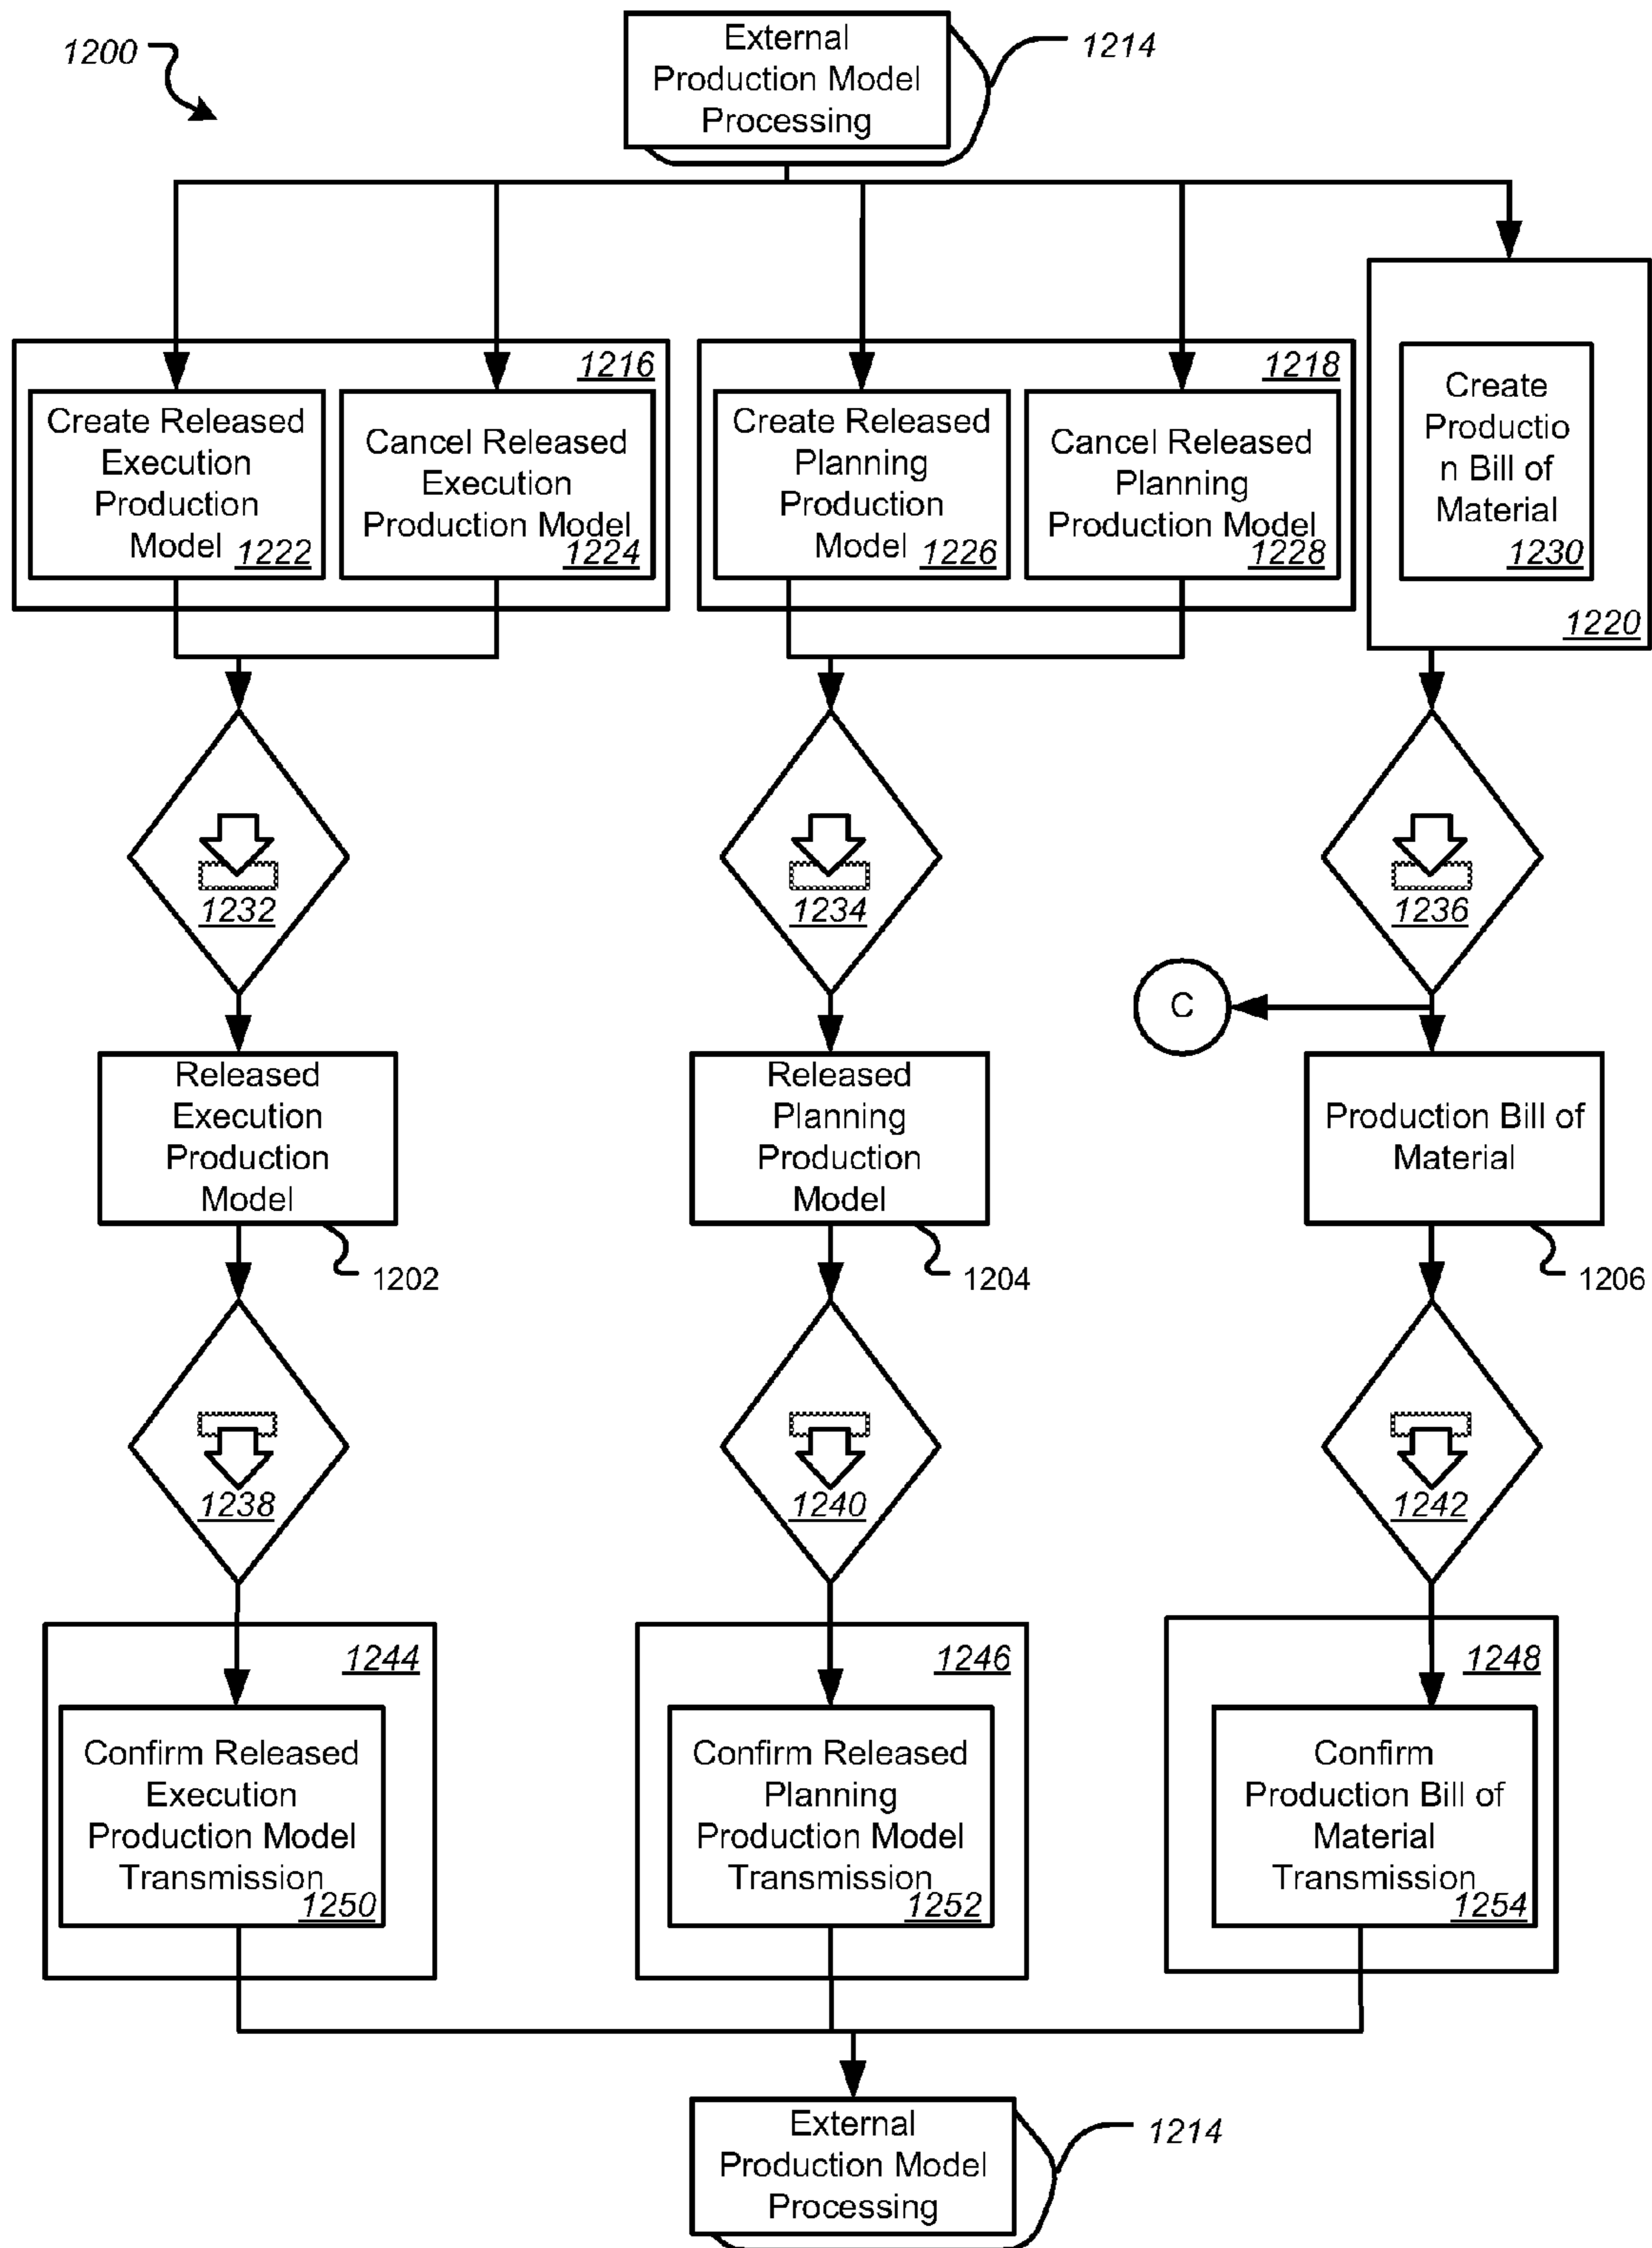 1200
External
Production Model
Processing
1214
1216
Create Released
Execution
Production
Model 1222
Cancel Released
Execution
Production Model
1224
1218
Create Released
Planning
Production
Model 1226
Cancel Released
Planning
Production Model
1228
Create
Productio
n Bill of
Material
1230
1220
1232
1234
1236
C
Released
Execution
Production
Model
1202
Released
Planning
Production
Model
1204
Production Bill of
Material
1206
1238
1240
1242
1244
Confirm Released
Execution
Production Model
Transmission
1250
1246
Confirm Released
Planning
Production Model
Transmission
1252
1248
Confirm
Production Bill of
Material
Transmission
1254
External
Production Model
Processing
1214